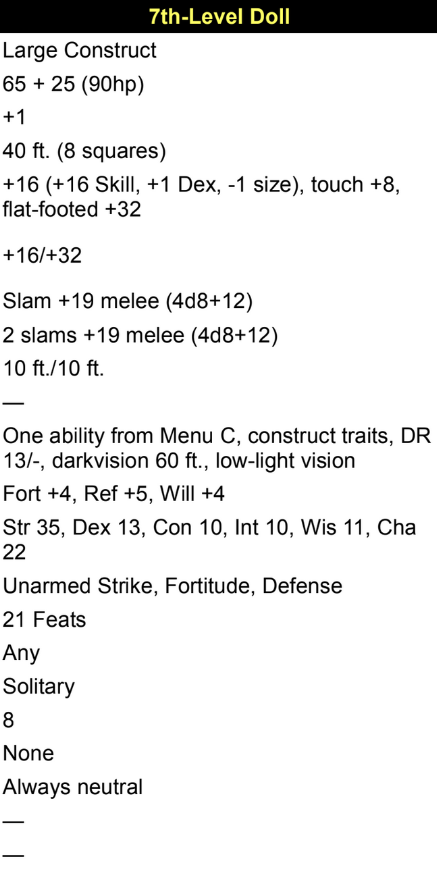 7th-Level Doll
Large Construct
65 + 25 (90hp)
+1
40 ft. (8 squares)
+16 (+16 Skill, +1 Dex, -1 size), touch +8,
flat-footed +32
+16/+32
Slam +19 melee (4d8+12)
2 slams +19 melee (4d8+12)
10 ft./10 ft.
—
One ability from Menu C, construct traits, DR
13/-, darkvision 60 ft., low-light vision
Fort +4, Ref +5, Will +4
Str 35, Dex 13, Con 10, Int 10, Wis 11, Cha
22
Unarmed Strike, Fortitude, Defense
21 Feats
Any
Solitary
8
None
Always neutral
—
—